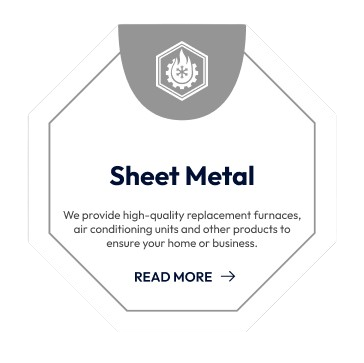 Sheet Metal
We provide high-quality replacement furnaces,
air conditioning units and other products to
ensure your home or business.
READ MORE →